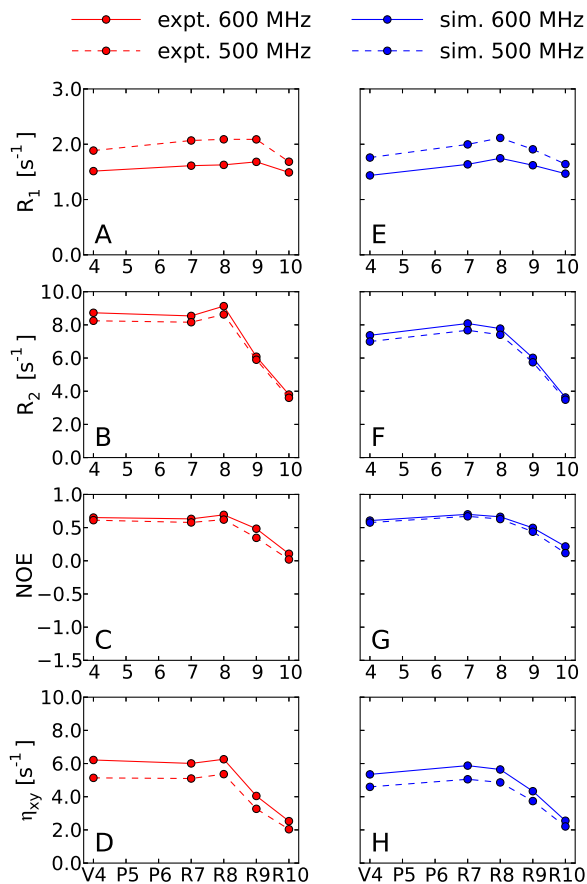 expt. 600 MHz sim. 600 MHz
expt. 500 MHz sim. 500 MHz
3.0
2.0
1.0
0.0
R₁ [s⁻¹]
A E
4 5 6 7 8 9 10 4 5 6 7 8 9 10
10.0
8.0
6.0
4.0
2.0
0.0
R₂ [s⁻¹]
B F
4 5 6 7 8 9 10 4 5 6 7 8 9 10
1.0
0.5
0.0
−0.5
−1.0
−1.5
NOE
C G
4 5 6 7 8 9 10 4 5 6 7 8 9 10
10.0
8.0
6.0
4.0
2.0
0.0
ηxy [s⁻¹]
D H
V4 P5 P6 R7 R8 R9 R10 V4 P5 P6 R7 R8 R9 R10